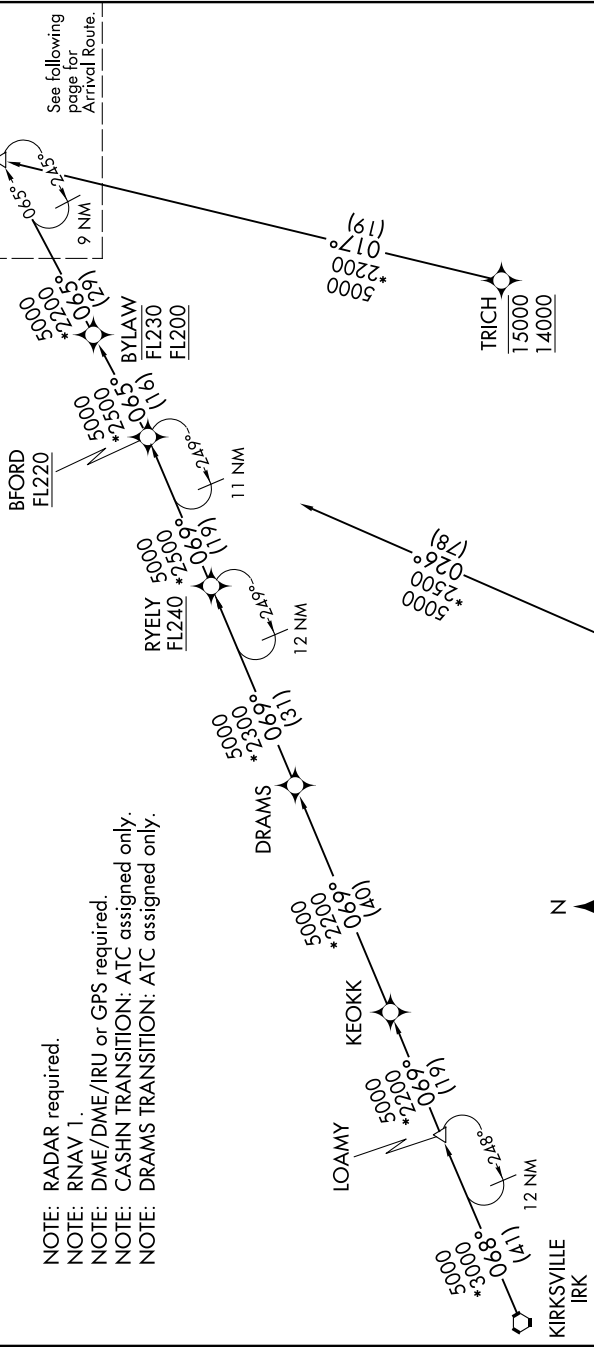 NOTE: RADAR required.
NOTE: RNAV 1.
NOTE: DME/DME/IRU or GPS required.
NOTE: CASHN TRANSITION: ATC assigned only.
NOTE: DRAMS TRANSITION: ATC assigned only.
See following
page for
Arrival Route.
065°
245°
9 NM
5000
*2200
065°
(29)
BYLAW
FL230
FL200
5000
*2500
065°
(16)
BFORD
FL220
249°
11 NM
5000
*2500
069°
(19)
RYELY
FL240
249°
12 NM
5000
*2300
069°
(31)
DRAMS
5000
*2200
069°
(40)
KEOKK
5000
*2200
069°
(19)
LOAMY
248°
12 NM
5000
*3000
068°
(41)
KIRKSVILLE
IRK
5000
*2200
017°
(19)
TRICH
15000
14000
5000
*2500
026°
(78)
N